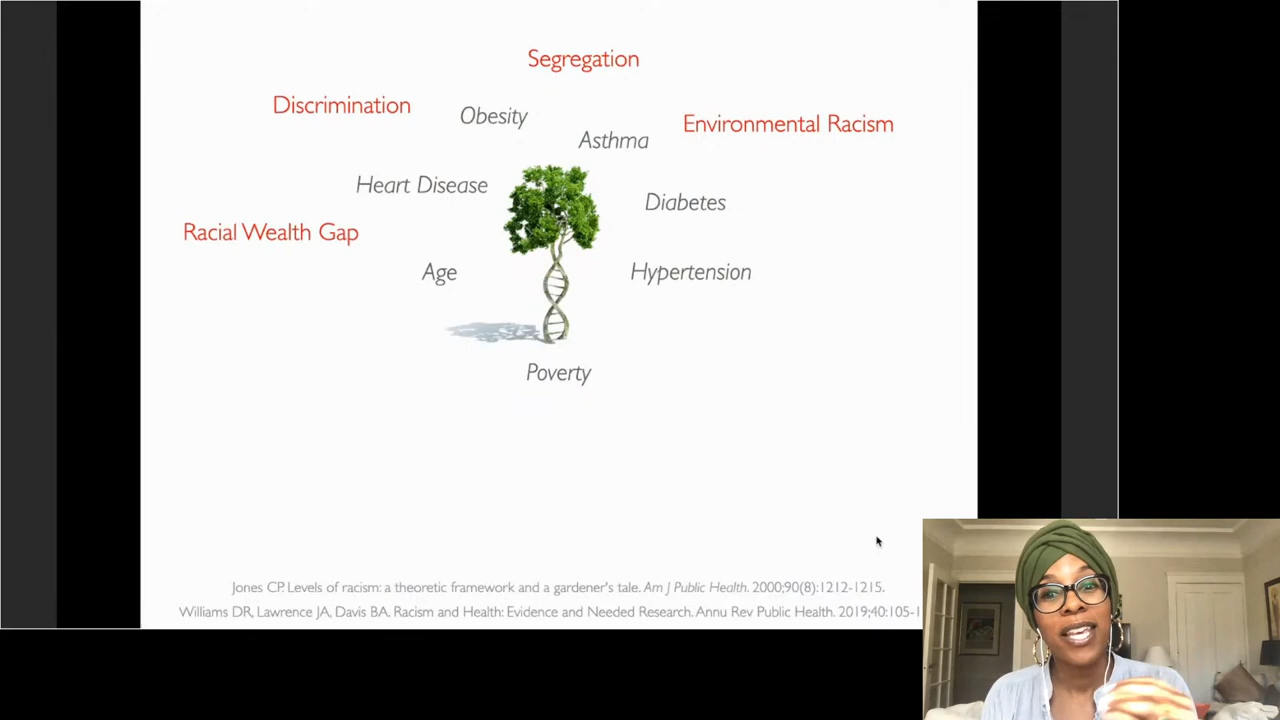 Segregation
Discrimination
Obesity
Environmental Racism
Asthma
Heart Disease
Diabetes
Racial Wealth Gap
Age
Hypertension
Poverty
Jones CP. Levels of racism: a theoretic framework and a gardener's tale. Am J Public Health. 2000;90(8):1212-1215.
Williams DR, Lawrence JA, Davis BA. Racism and Health: Evidence and Needed Research. Annu Rev Public Health. 2019;40:105-1